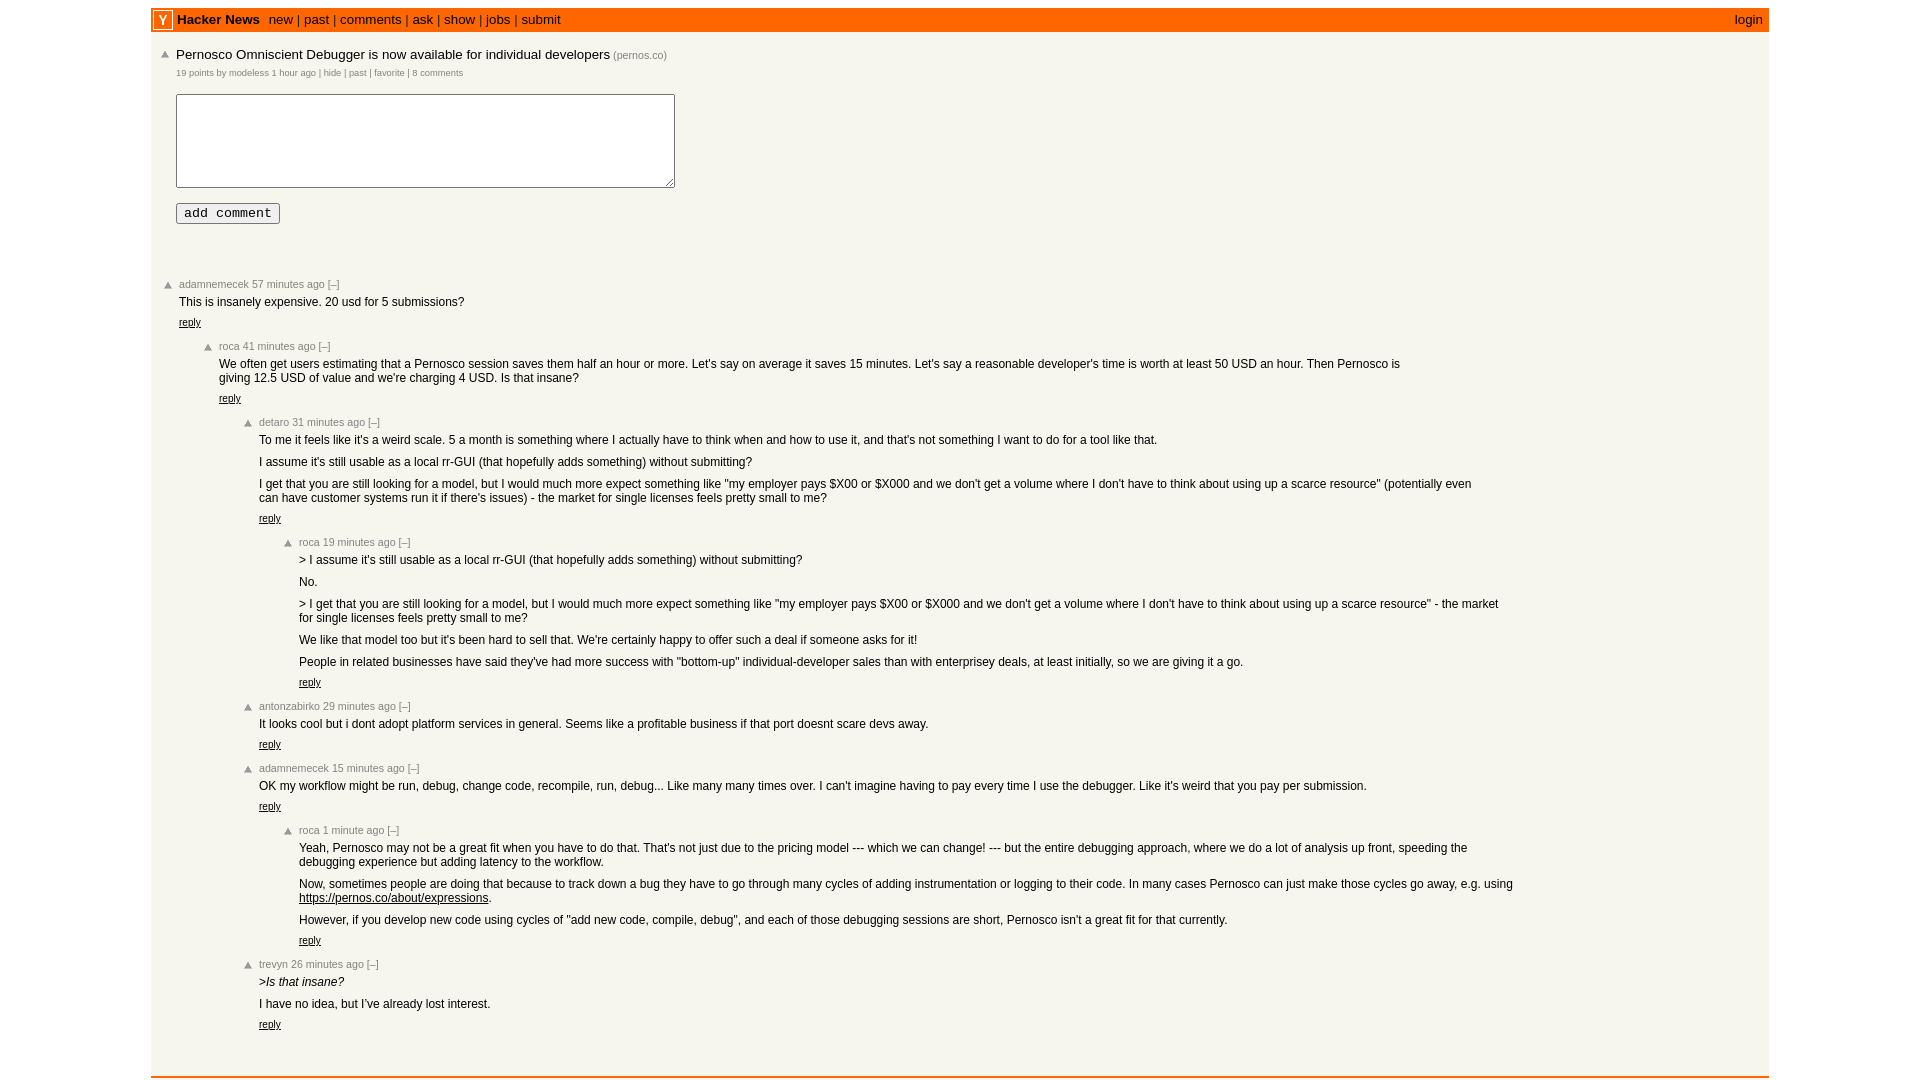 Y Hacker News new | past | comments | ask | show | jobs | submit login
Pernosco Omniscient Debugger is now available for individual developers (pernos.co)
19 points by modeless 1 hour ago | hide | past | favorite | 8 comments
add comment
adamnemecek 57 minutes ago [–]
This is insanely expensive. 20 usd for 5 submissions?
reply
roca 41 minutes ago [–]
We often get users estimating that a Pernosco session saves them half an hour or more. Let's say on average it saves 15 minutes. Let's say a reasonable developer's time is worth at least 50 USD an hour. Then Pernosco is
giving 12.5 USD of value and we're charging 4 USD. Is that insane?
reply
detaro 31 minutes ago [–]
To me it feels like it's a weird scale. 5 a month is something where I actually have to think when and how to use it, and that's not something I want to do for a tool like that.
I assume it's still usable as a local rr-GUI (that hopefully adds something) without submitting?
I get that you are still looking for a model, but I would much more expect something like "my employer pays $X00 or $X000 and we don't get a volume where I don't have to think about using up a scarce resource" (potentially even
can have customer systems run it if there's issues) - the market for single licenses feels pretty small to me?
reply
roca 19 minutes ago [–]
> I assume it's still usable as a local rr-GUI (that hopefully adds something) without submitting?
No.
> I get that you are still looking for a model, but I would much more expect something like "my employer pays $X00 or $X000 and we don't get a volume where I don't have to think about using up a scarce resource" - the market
for single licenses feels pretty small to me?
We like that model too but it's been hard to sell that. We're certainly happy to offer such a deal if someone asks for it!
People in related businesses have said they've had more success with "bottom-up" individual-developer sales than with enterprisey deals, at least initially, so we are giving it a go.
reply
antonzabirko 29 minutes ago [–]
It looks cool but i dont adopt platform services in general. Seems like a profitable business if that port doesnt scare devs away.
reply
adamnemecek 15 minutes ago [–]
OK my workflow might be run, debug, change code, recompile, run, debug... Like many many times over. I can't imagine having to pay every time I use the debugger. Like it's weird that you pay per submission.
reply
roca 1 minute ago [–]
Yeah, Pernosco may not be a great fit when you have to do that. That's not just due to the pricing model --- which we can change! --- but the entire debugging approach, where we do a lot of analysis up front, speeding the
debugging experience but adding latency to the workflow.
Now, sometimes people are doing that because to track down a bug they have to go through many cycles of adding instrumentation or logging to their code. In many cases Pernosco can just make those cycles go away, e.g. using
https://pernos.co/about/expressions.
However, if you develop new code using cycles of "add new code, compile, debug", and each of those debugging sessions are short, Pernosco isn't a great fit for that currently.
reply
trevyn 26 minutes ago [–]
>Is that insane?
I have no idea, but I’ve already lost interest.
reply